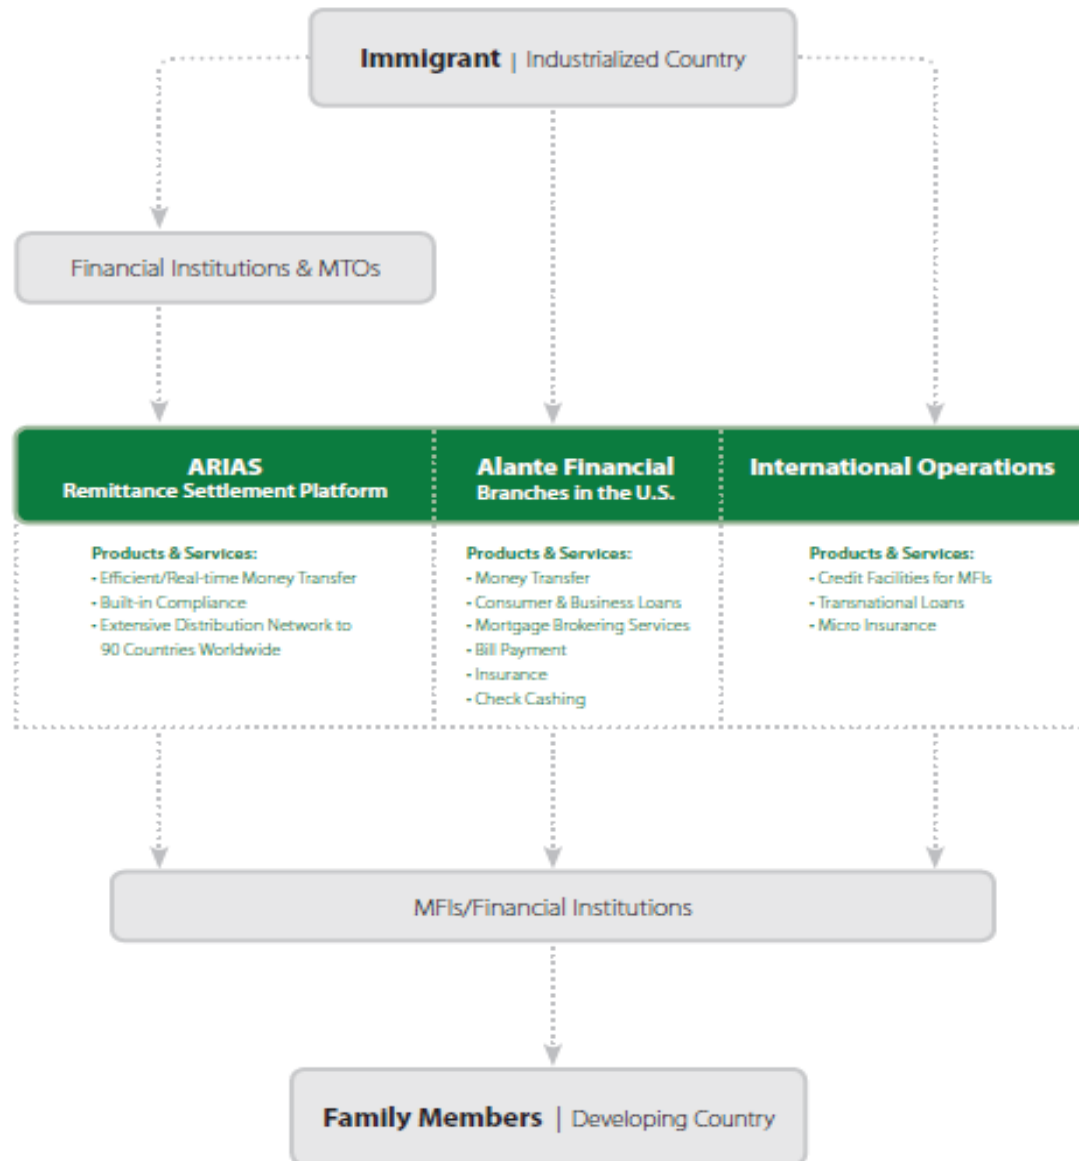 Immigrant | Industrialized Country
Financial Institutions & MTOs
ARIAS
Remittance Settlement Platform
Products & Services:
- Efficient/Real-time Money Transfer
- Built-in Compliance
- Extensive Distribution Network to
90 Countries Worldwide
Alante Financial
Branches in the U.S.
Products & Services:
- Money Transfer
- Consumer & Business Loans
- Mortgage Brokering Services
- Bill Payment
- Insurance
- Check Cashing
International Operations
Products & Services:
- Credit Facilities for MFIs
- Transnational Loans
- Micro Insurance
MFIs/Financial Institutions
Family Members | Developing Country